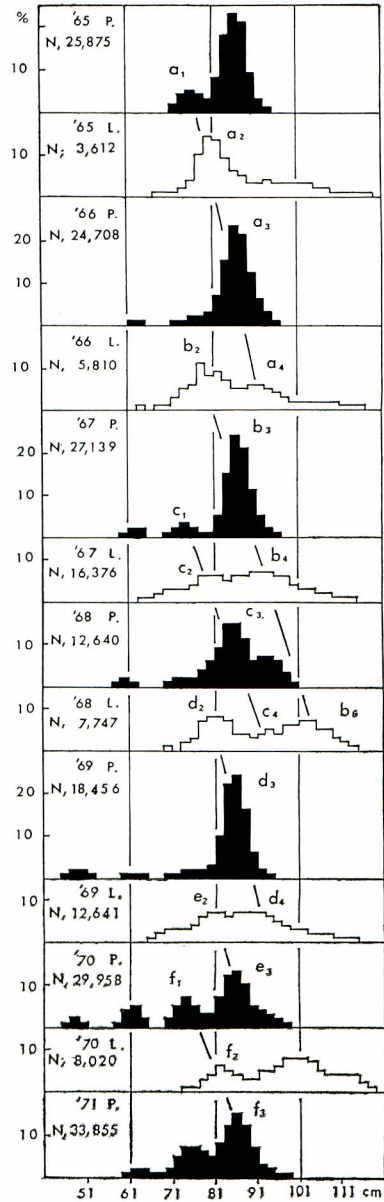 %
'65 P.
N, 25,875
10
a1
'65 L.
N; 3,612
10
a2
'66 P.
N, 24,708
20
10
a3
'66 L.
N, 5,810
10
b2
a4
'67 P.
N; 27,139
20
10
b3
c1
'67 L.
N, 16,376
10
c2
b4
'68 P.
N, 12,640
10
c3.
'68 L.
N, 7,747
10
d2
c4
b6
'69 P.
N, 18,456
20
10
d3
'69 L.
N, 12,641
10
e2
d4
'70 P.
N, 29,958
10
f1
e3
'70 L.
N; 8,020
10
f2
'71 P.
N, 33,855
10
f3
51 61 71 81 91 111 cm